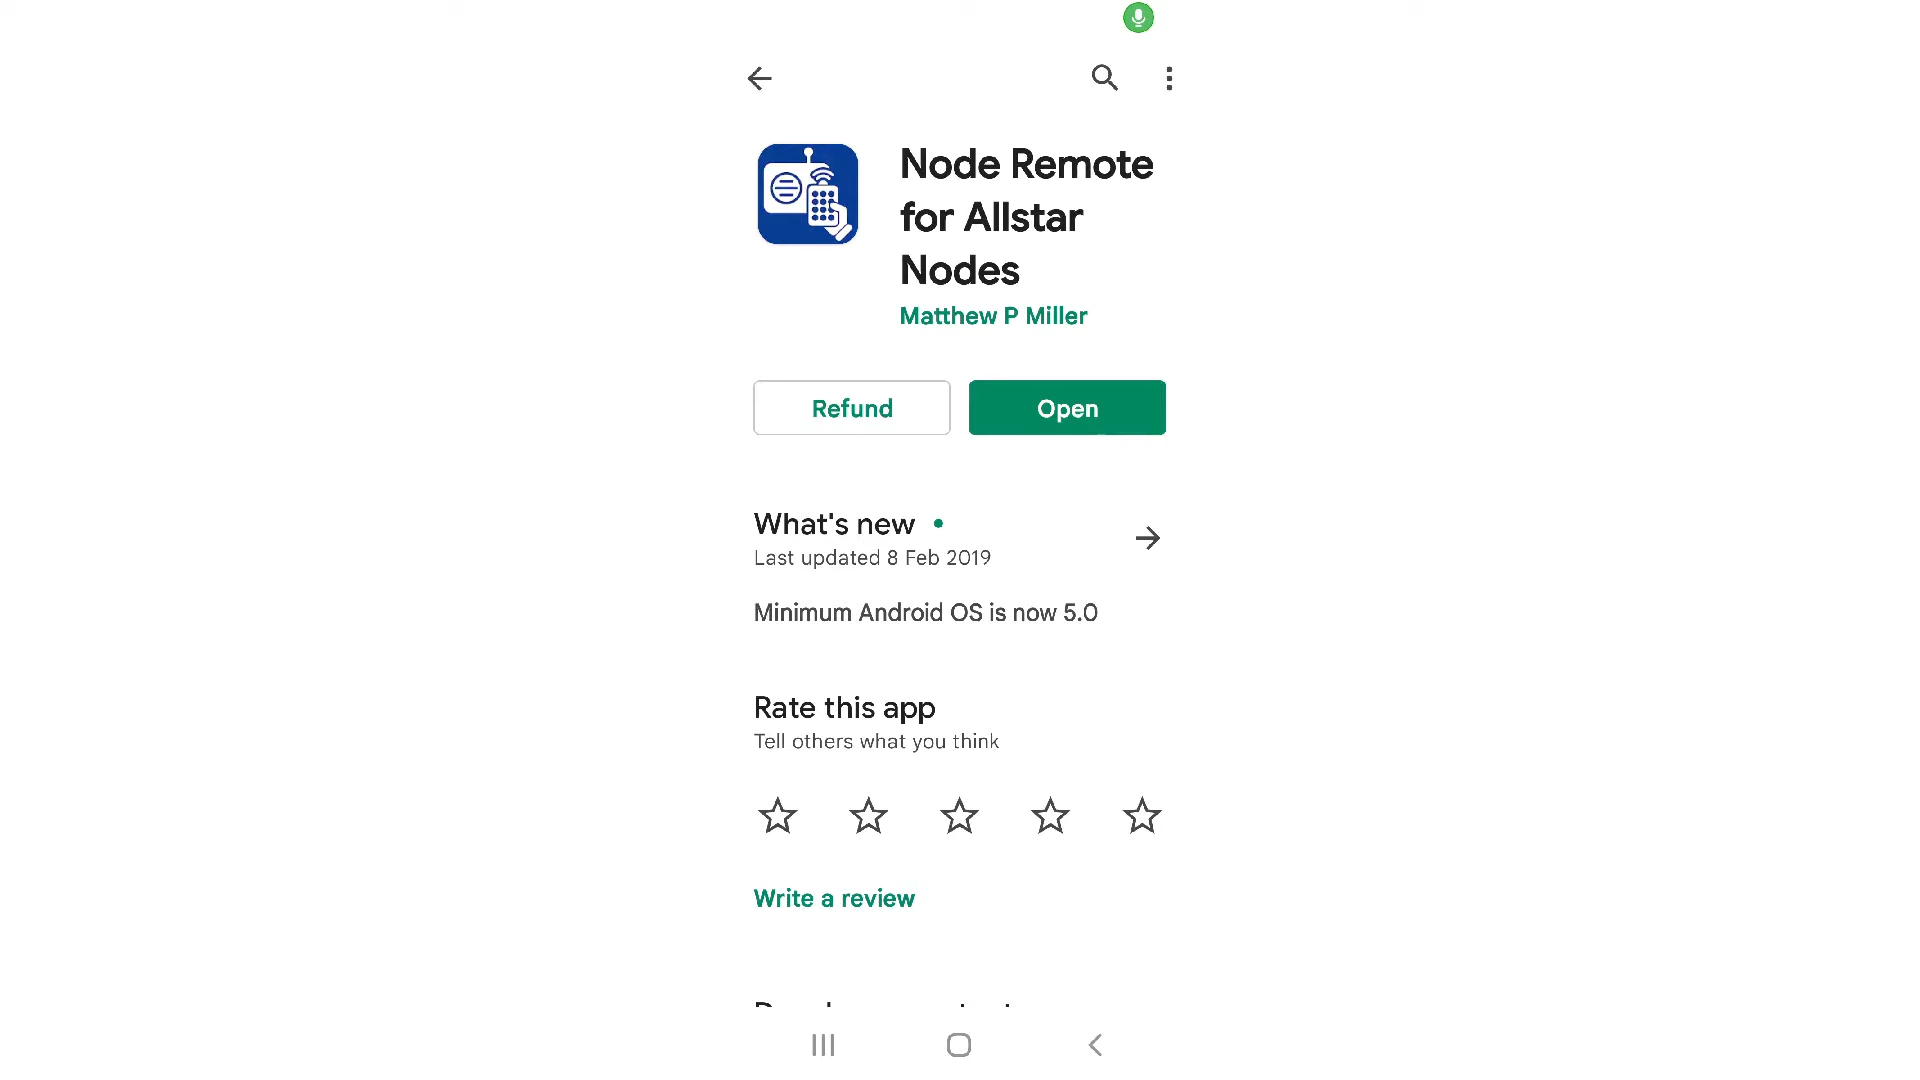 Node Remote
for Allstar
Nodes
Matthew P Miller
Refund
Open
What's new
Last updated 8 Feb 2019
Minimum Android OS is now 5.0
Rate this app
Tell others what you think
Write a review